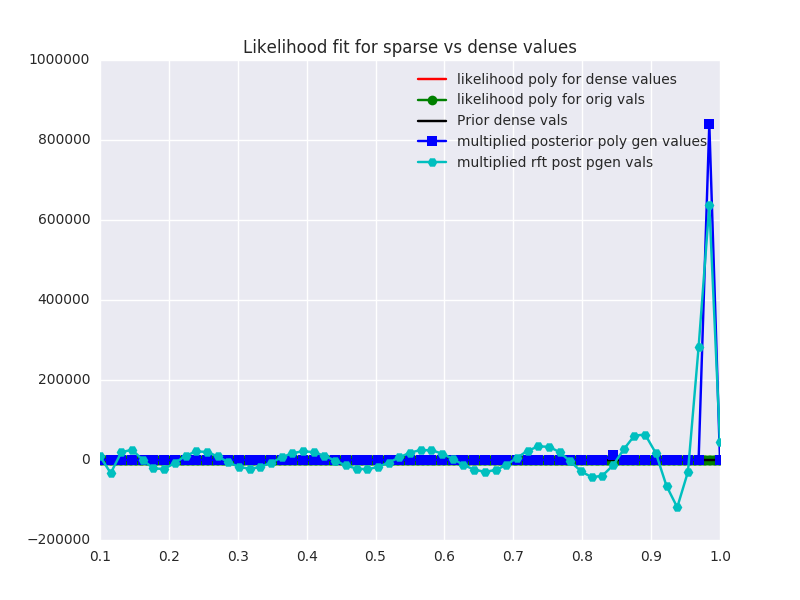 Likelihood fit for sparse vs dense values
1000000
800000
600000
400000
200000
0
−200000
likelihood poly for dense values
likelihood poly for orig vals
Prior dense vals
multiplied posterior poly gen values
multiplied rft post pgen vals
0.1 0.2 0.3 0.4 0.5 0.6 0.7 0.8 0.9 1.0